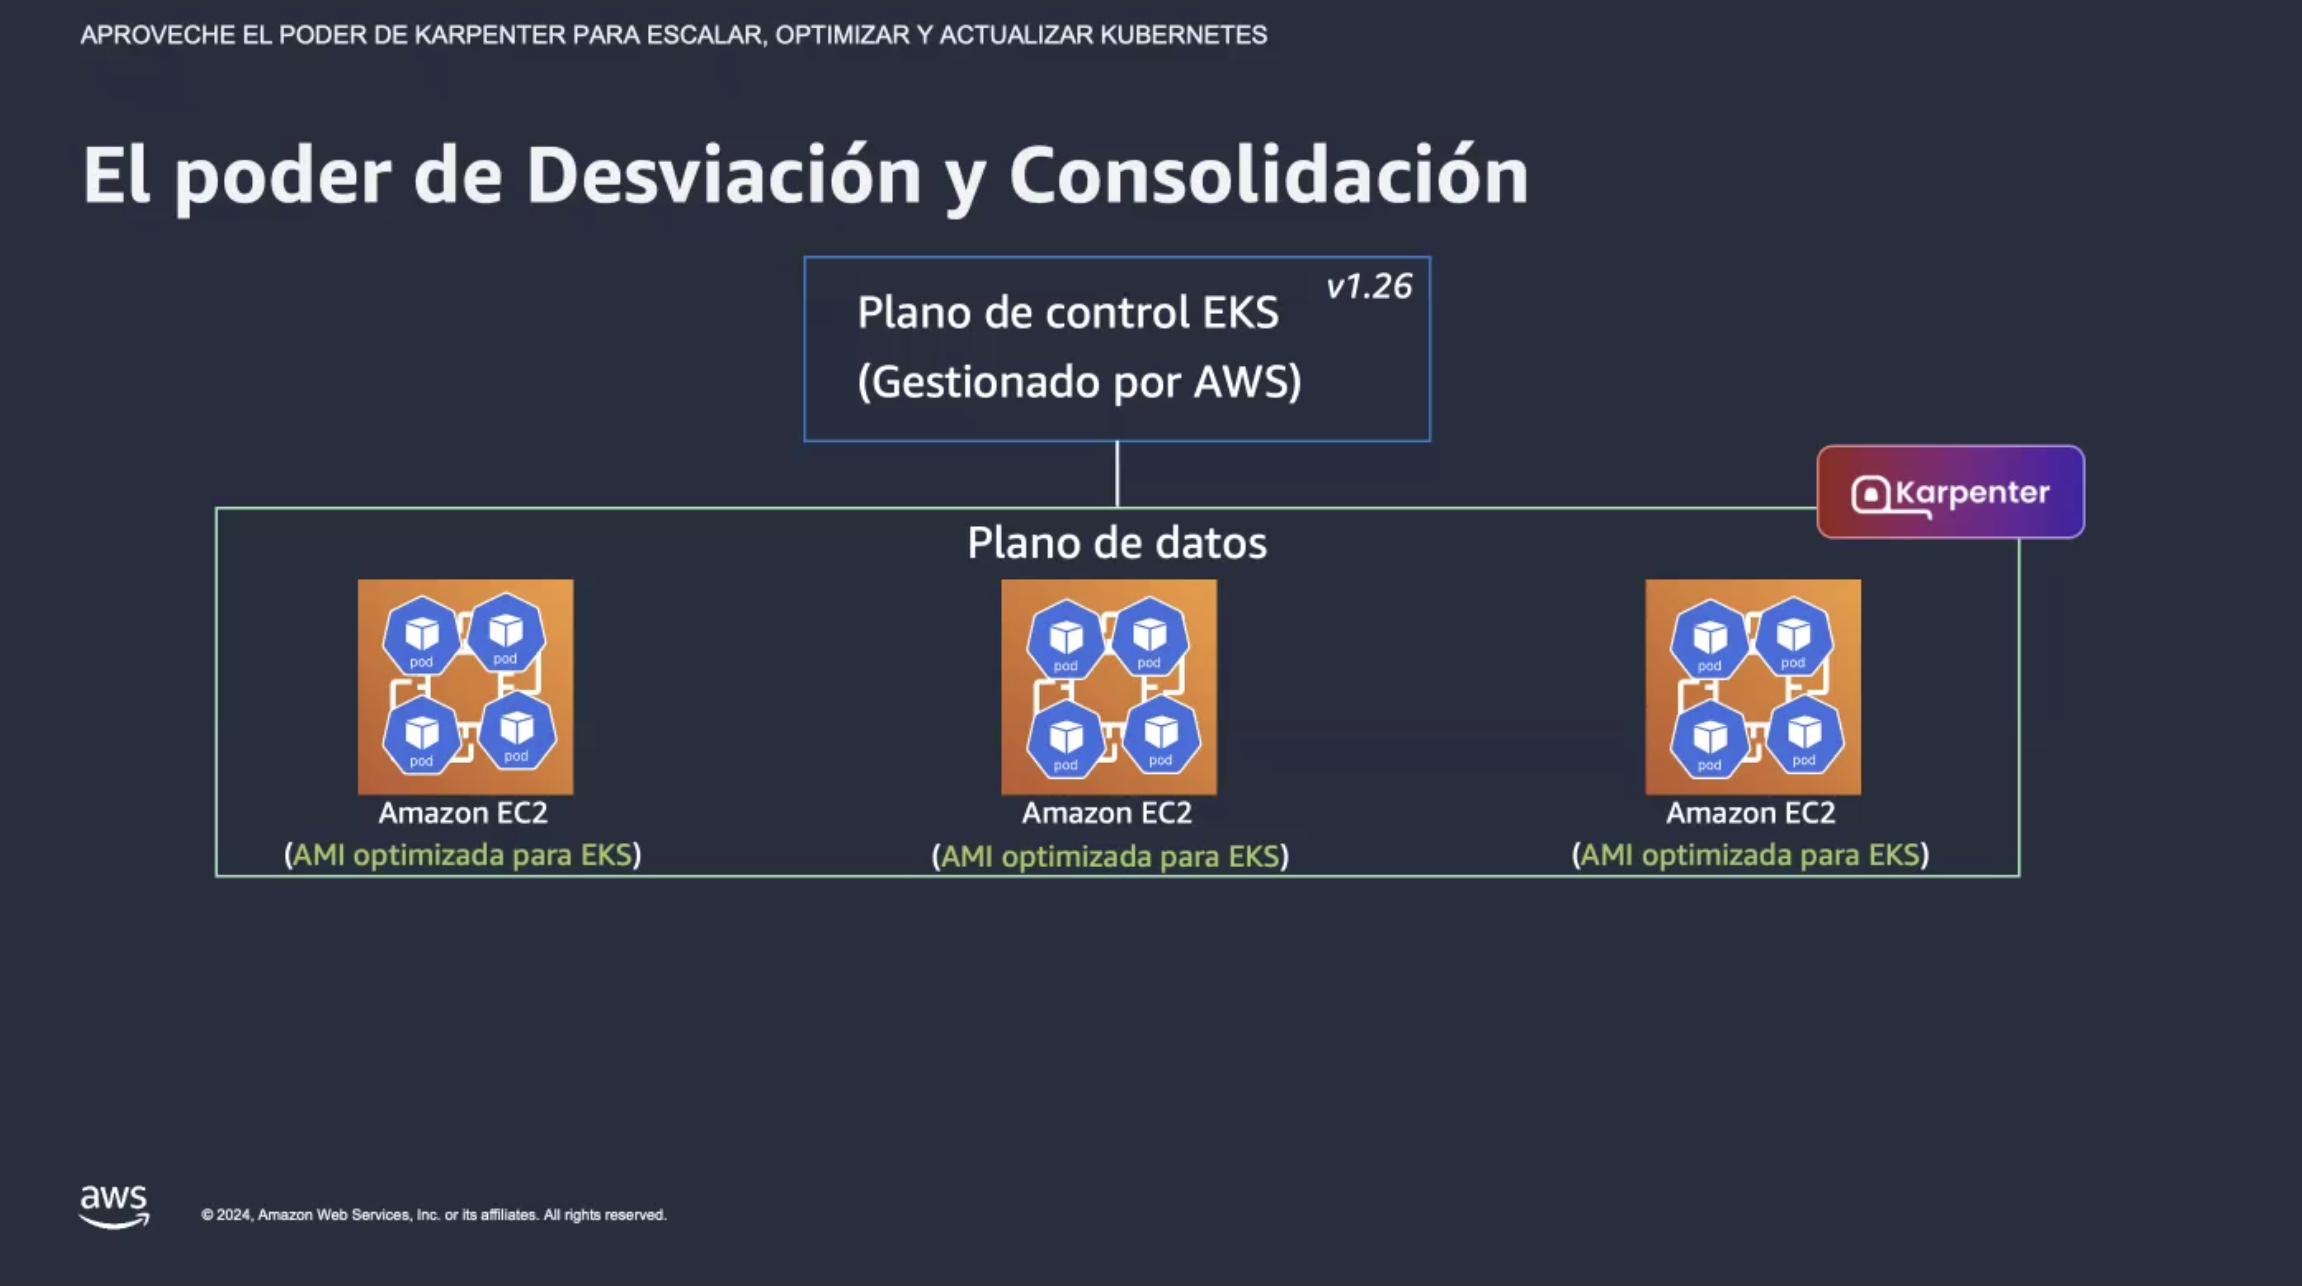 APROVECHE EL PODER DE KARPENTER PARA ESCALAR, OPTIMIZAR Y ACTUALIZAR KUBERNETES
El poder de Desviación y Consolidación
v1.26
Plano de control EKS
(Gestionado por AWS)
Karpenter
Plano de datos
pod pod pod pod pod pod
pod pod pod pod pod pod
Amazon EC2 Amazon EC2 Amazon EC2
(AMI optimizada para EKS) (AMI optimizada para EKS) (AMI optimizada para EKS)
aws
© 2024, Amazon Web Services, Inc. or its affiliates. All rights reserved.